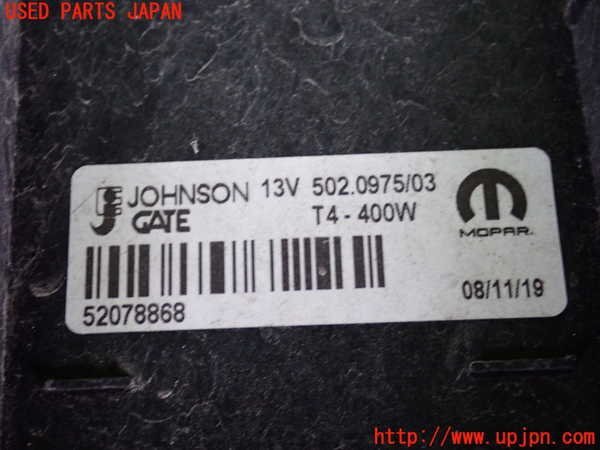 USED PARTS JAPAN
JOHNSON 13V 502.0975/03
GATE T4-400W
MOPAR.
52078868 08/11/19
http://www.upjpn.com/